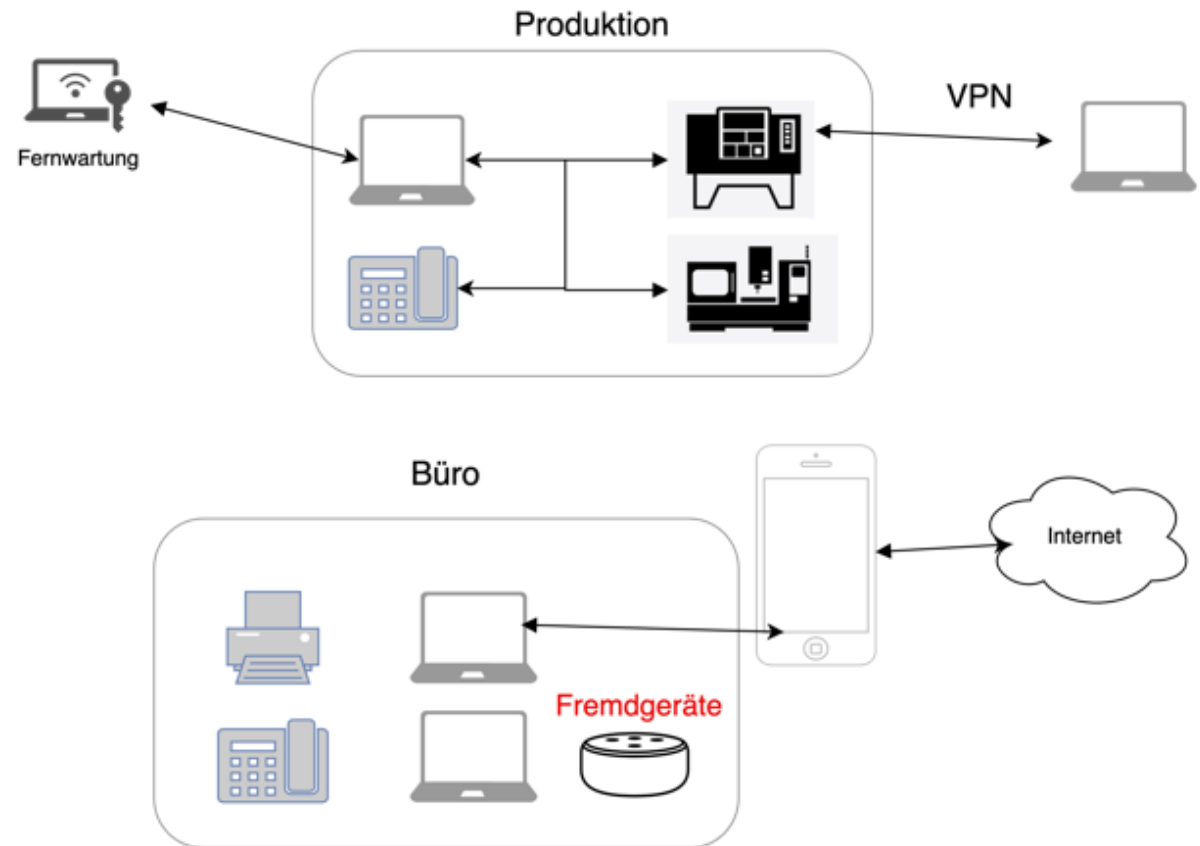 Produktion
VPN
Fernwartung
Büro
Internet
Fremdgeräte